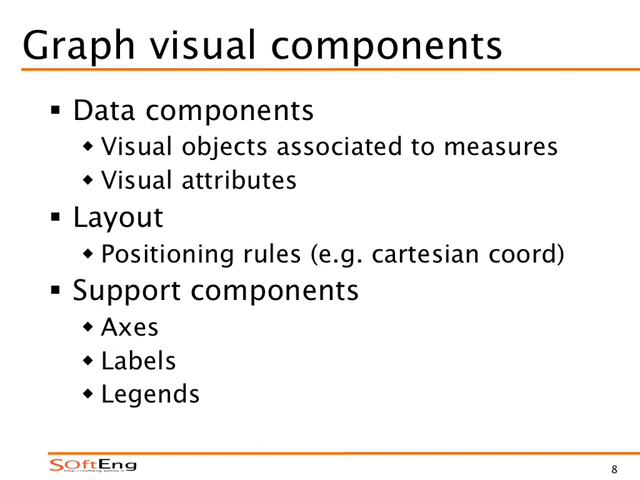 Graph visual components
▪ Data components
◆ Visual objects associated to measures
◆ Visual attributes
▪ Layout
◆ Positioning rules (e.g. cartesian coord)
▪ Support components
◆ Axes
◆ Labels
◆ Legends
SOftEng
8